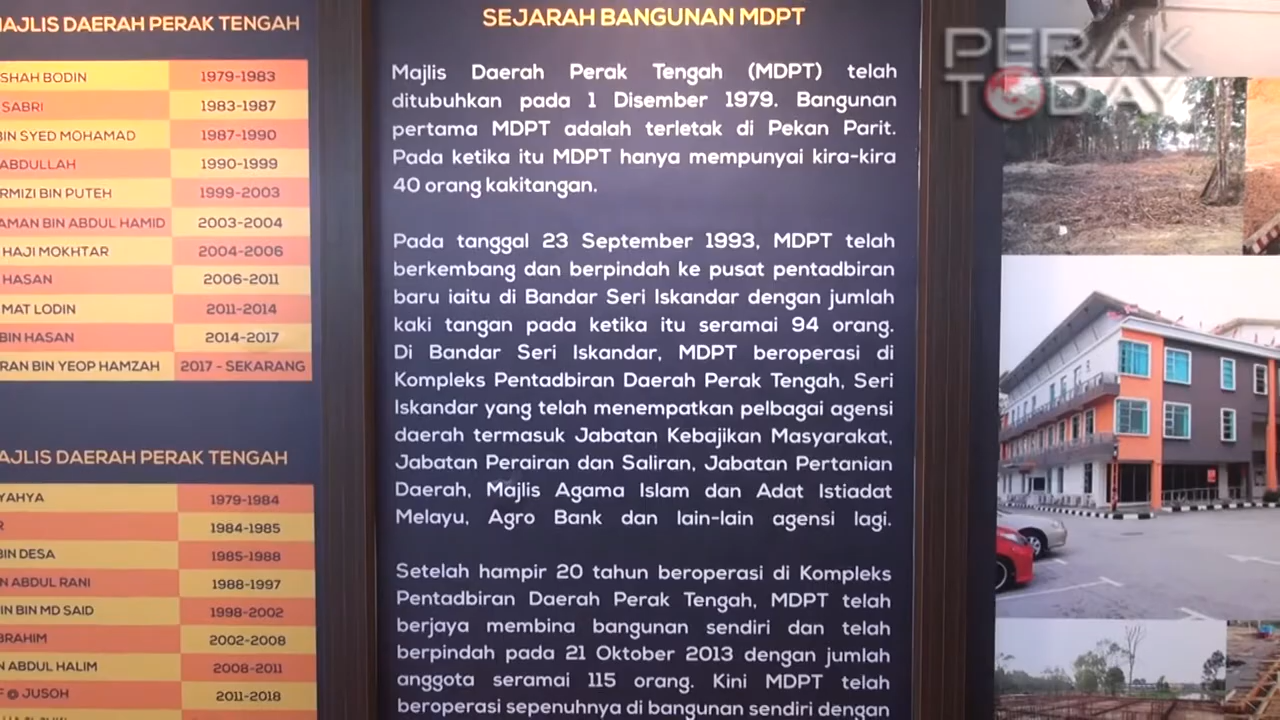 MAJLIS DAERAH PERAK TENGAH
SHAH BODIN 1979-1983
SABRI 1983-1987
BIN SYED MOHAMAD 1987-1990
ABDULLAH 1990-1999
RMIZI BIN PUTEH 1999-2003
AMAN BIN ABDUL HAMID 2003-2004
HAJI MOKHTAR 2004-2006
HASAN 2006-2011
MAT LODIN 2011-2014
BIN HASAN 2014-2017
RAN BIN YEOP HAMZAH 2017 - SEKARANG
MAJLIS DAERAH PERAK TENGAH
YAHYA 1979-1984
R 1984-1985
BIN DESA 1985-1988
N ABDUL RANI 1988-1997
IN BIN MD SAID 1998-2002
BRAHIM 2002-2008
N ABDUL HALIM 2008-2011
F @ JUSOH 2011-2018
SEJARAH BANGUNAN MDPT
Majlis Daerah Perak Tengah (MDPT) telah
ditubuhkan pada 1 Disember 1979. Bangunan
pertama MDPT adalah terletak di Pekan Parit.
Pada ketika itu MDPT hanya mempunyai kira-kira
40 orang kakitangan.
Pada tanggal 23 September 1993, MDPT telah
berkembang dan berpindah ke pusat pentadbiran
baru iaitu di Bandar Seri Iskandar dengan jumlah
kaki tangan pada ketika itu seramai 94 orang.
Di Bandar Seri Iskandar, MDPT beroperasi di
Kompleks Pentadbiran Daerah Perak Tengah, Seri
Iskandar yang telah menempatkan pelbagai agensi
daerah termasuk Jabatan Kebajikan Masyarakat,
Jabatan Perairan dan Saliran, Jabatan Pertanian
Daerah, Majlis Agama Islam dan Adat Istiadat
Melayu, Agro Bank dan lain-lain agensi lagi.
Setelah hampir 20 tahun beroperasi di Kompleks
Pentadbiran Daerah Perak Tengah, MDPT telah
berjaya membina bangunan sendiri dan telah
berpindah pada 21 Oktober 2013 dengan jumlah
anggota seramai 115 orang. Kini MDPT telah
beroperasi sepenuhnya di bangunan sendiri dengan
PERAK
TODAY